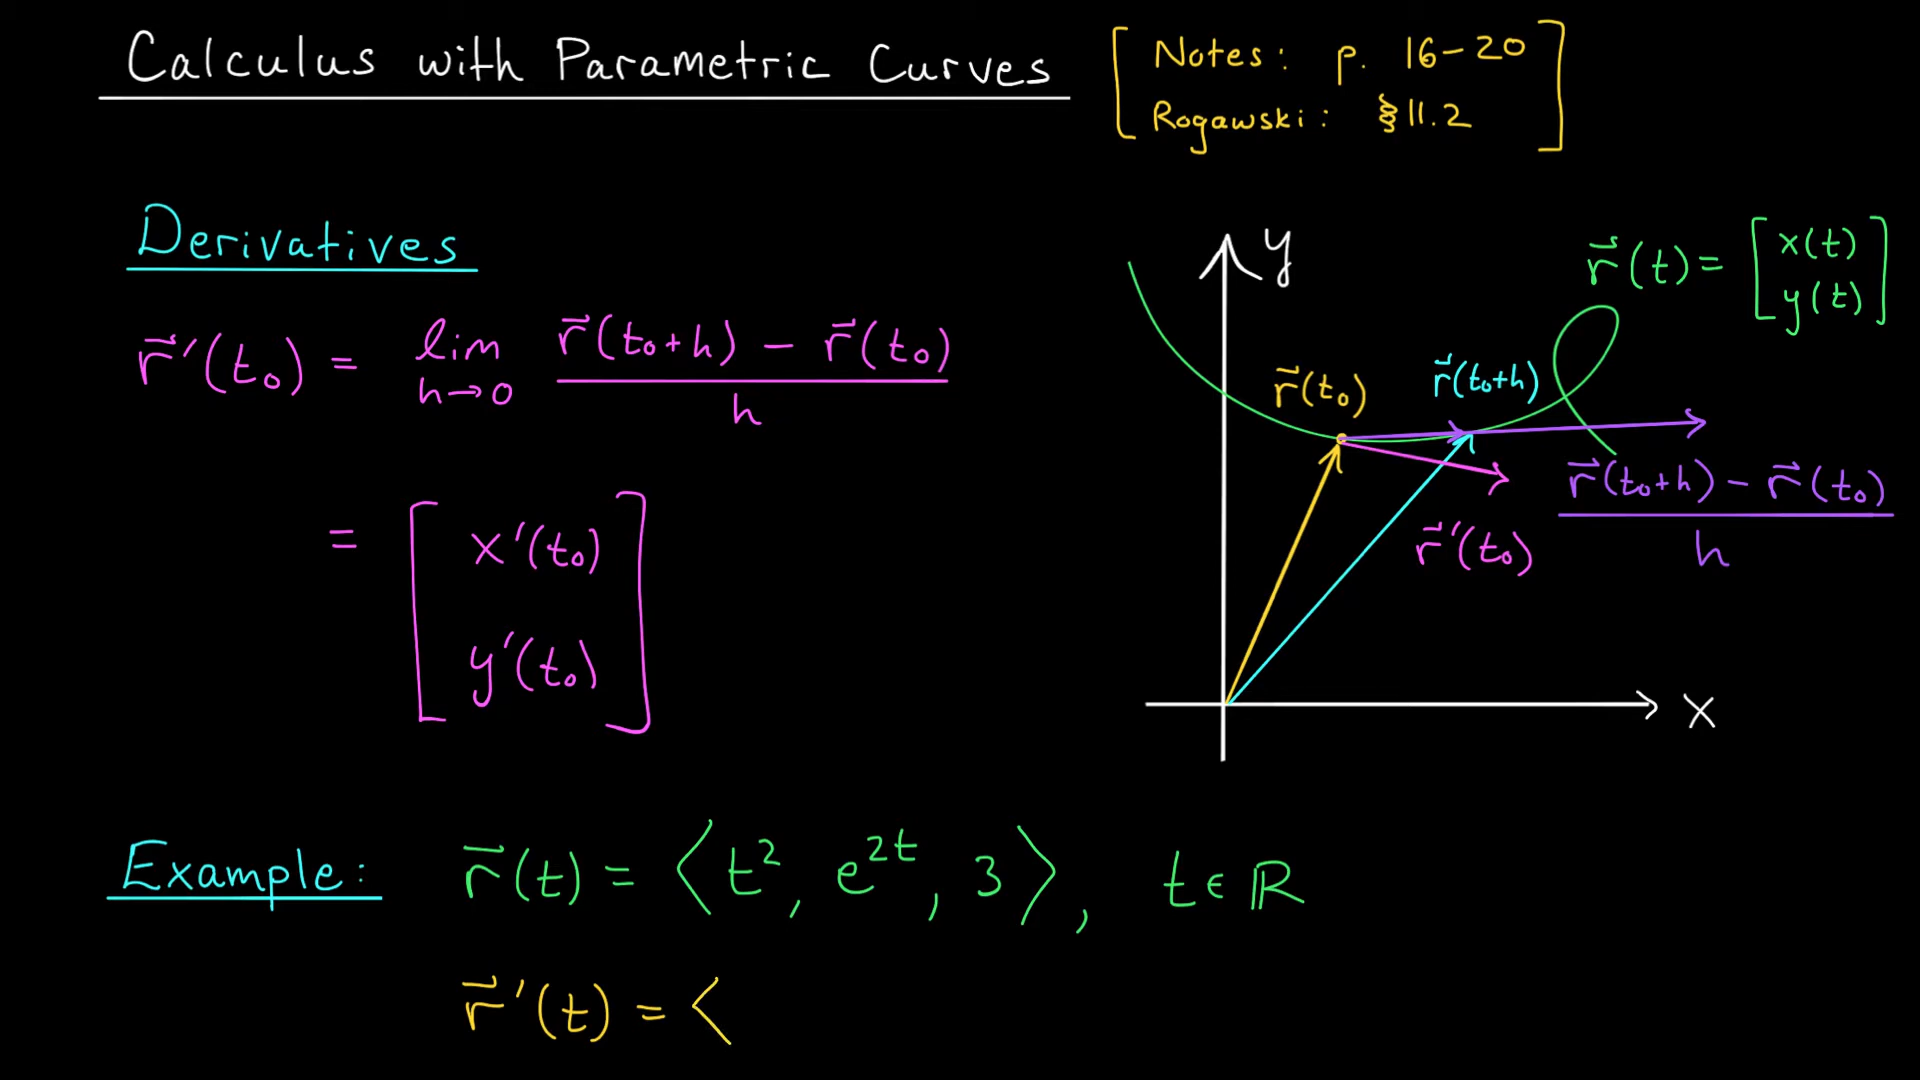 Calculus with Parametric Curves
[ Notes: p. 16-20
Rogawski: §11.2 ]
Derivatives
r⃗'(t₀) = lim h→0 (r⃗(t₀+h) - r⃗(t₀)) / h
= [ x'(t₀)
y'(t₀) ]
y
r⃗(t) = [ x(t)
y(t) ]
r⃗(t₀)
r⃗(t₀+h)
(r⃗(t₀+h) - r⃗(t₀)) / h
r⃗'(t₀)
x
Example: r⃗(t) = ⟨t², e²ᵗ, 3⟩, t∈ℝ
r⃗'(t) = ⟨